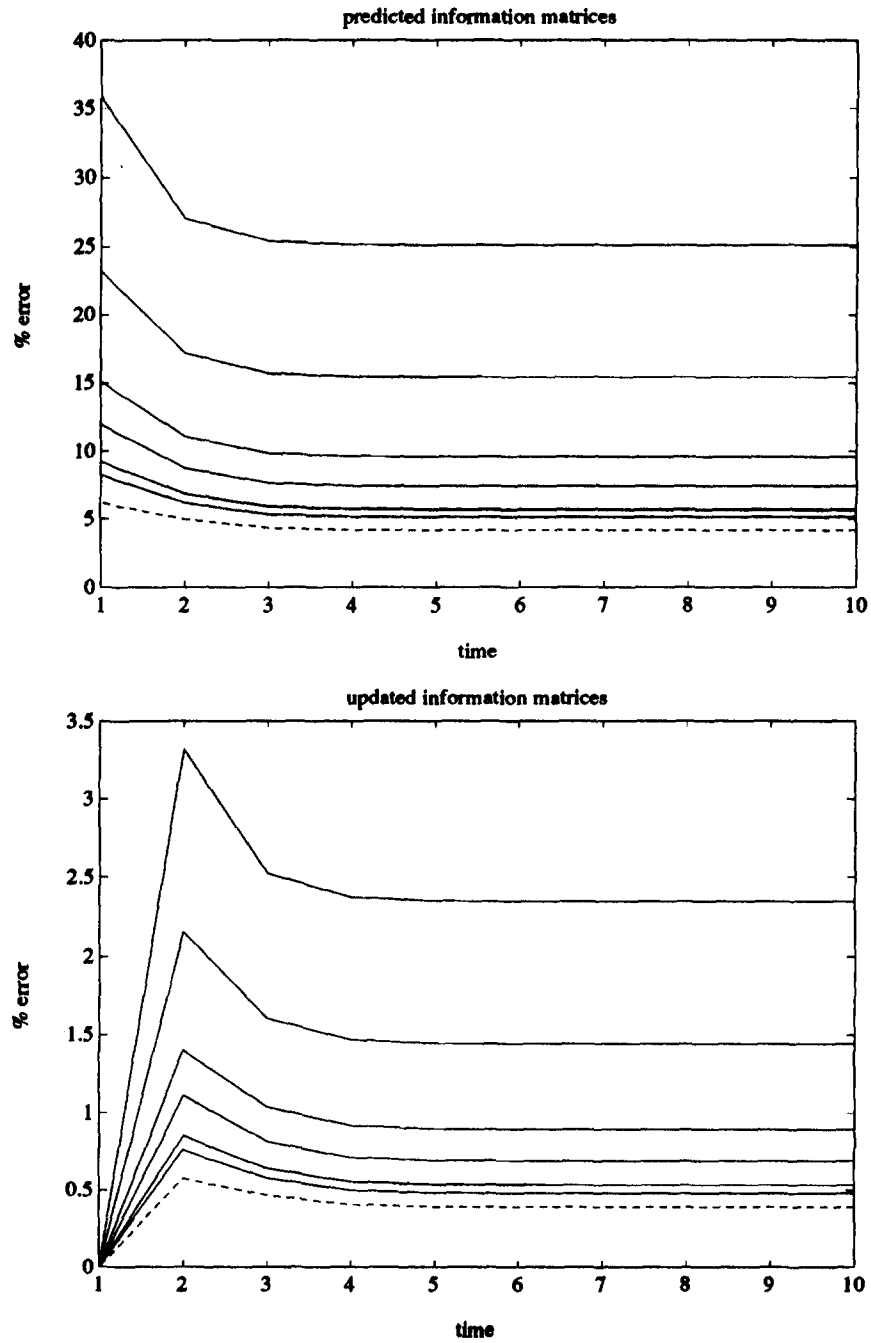 predicted information matrices
40
35
30
25
20
15
10
5
0
% error
1 2 3 4 5 6 7 8 9 10
time
updated information matrices
3.5
3
2.5
2
1.5
1
0.5
0
% error
1 2 3 4 5 6 7 8 9 10
time